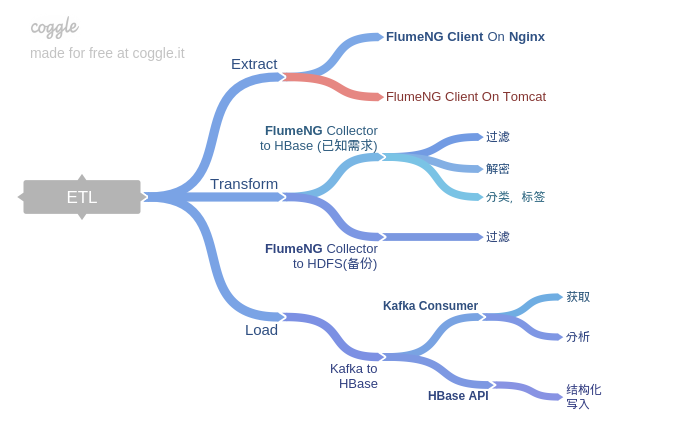 coggle
made for free at coggle.it
ETL
Extract
FlumeNG Client On Nginx
FlumeNG Client On Tomcat
Transform
FlumeNG Collector
to HBase (已知需求)
过滤
解密
分类，标签
FlumeNG Collector
to HDFS(备份)
过滤
Load
Kafka to
HBase
Kafka Consumer
获取
分析
HBase API
结构化
写入